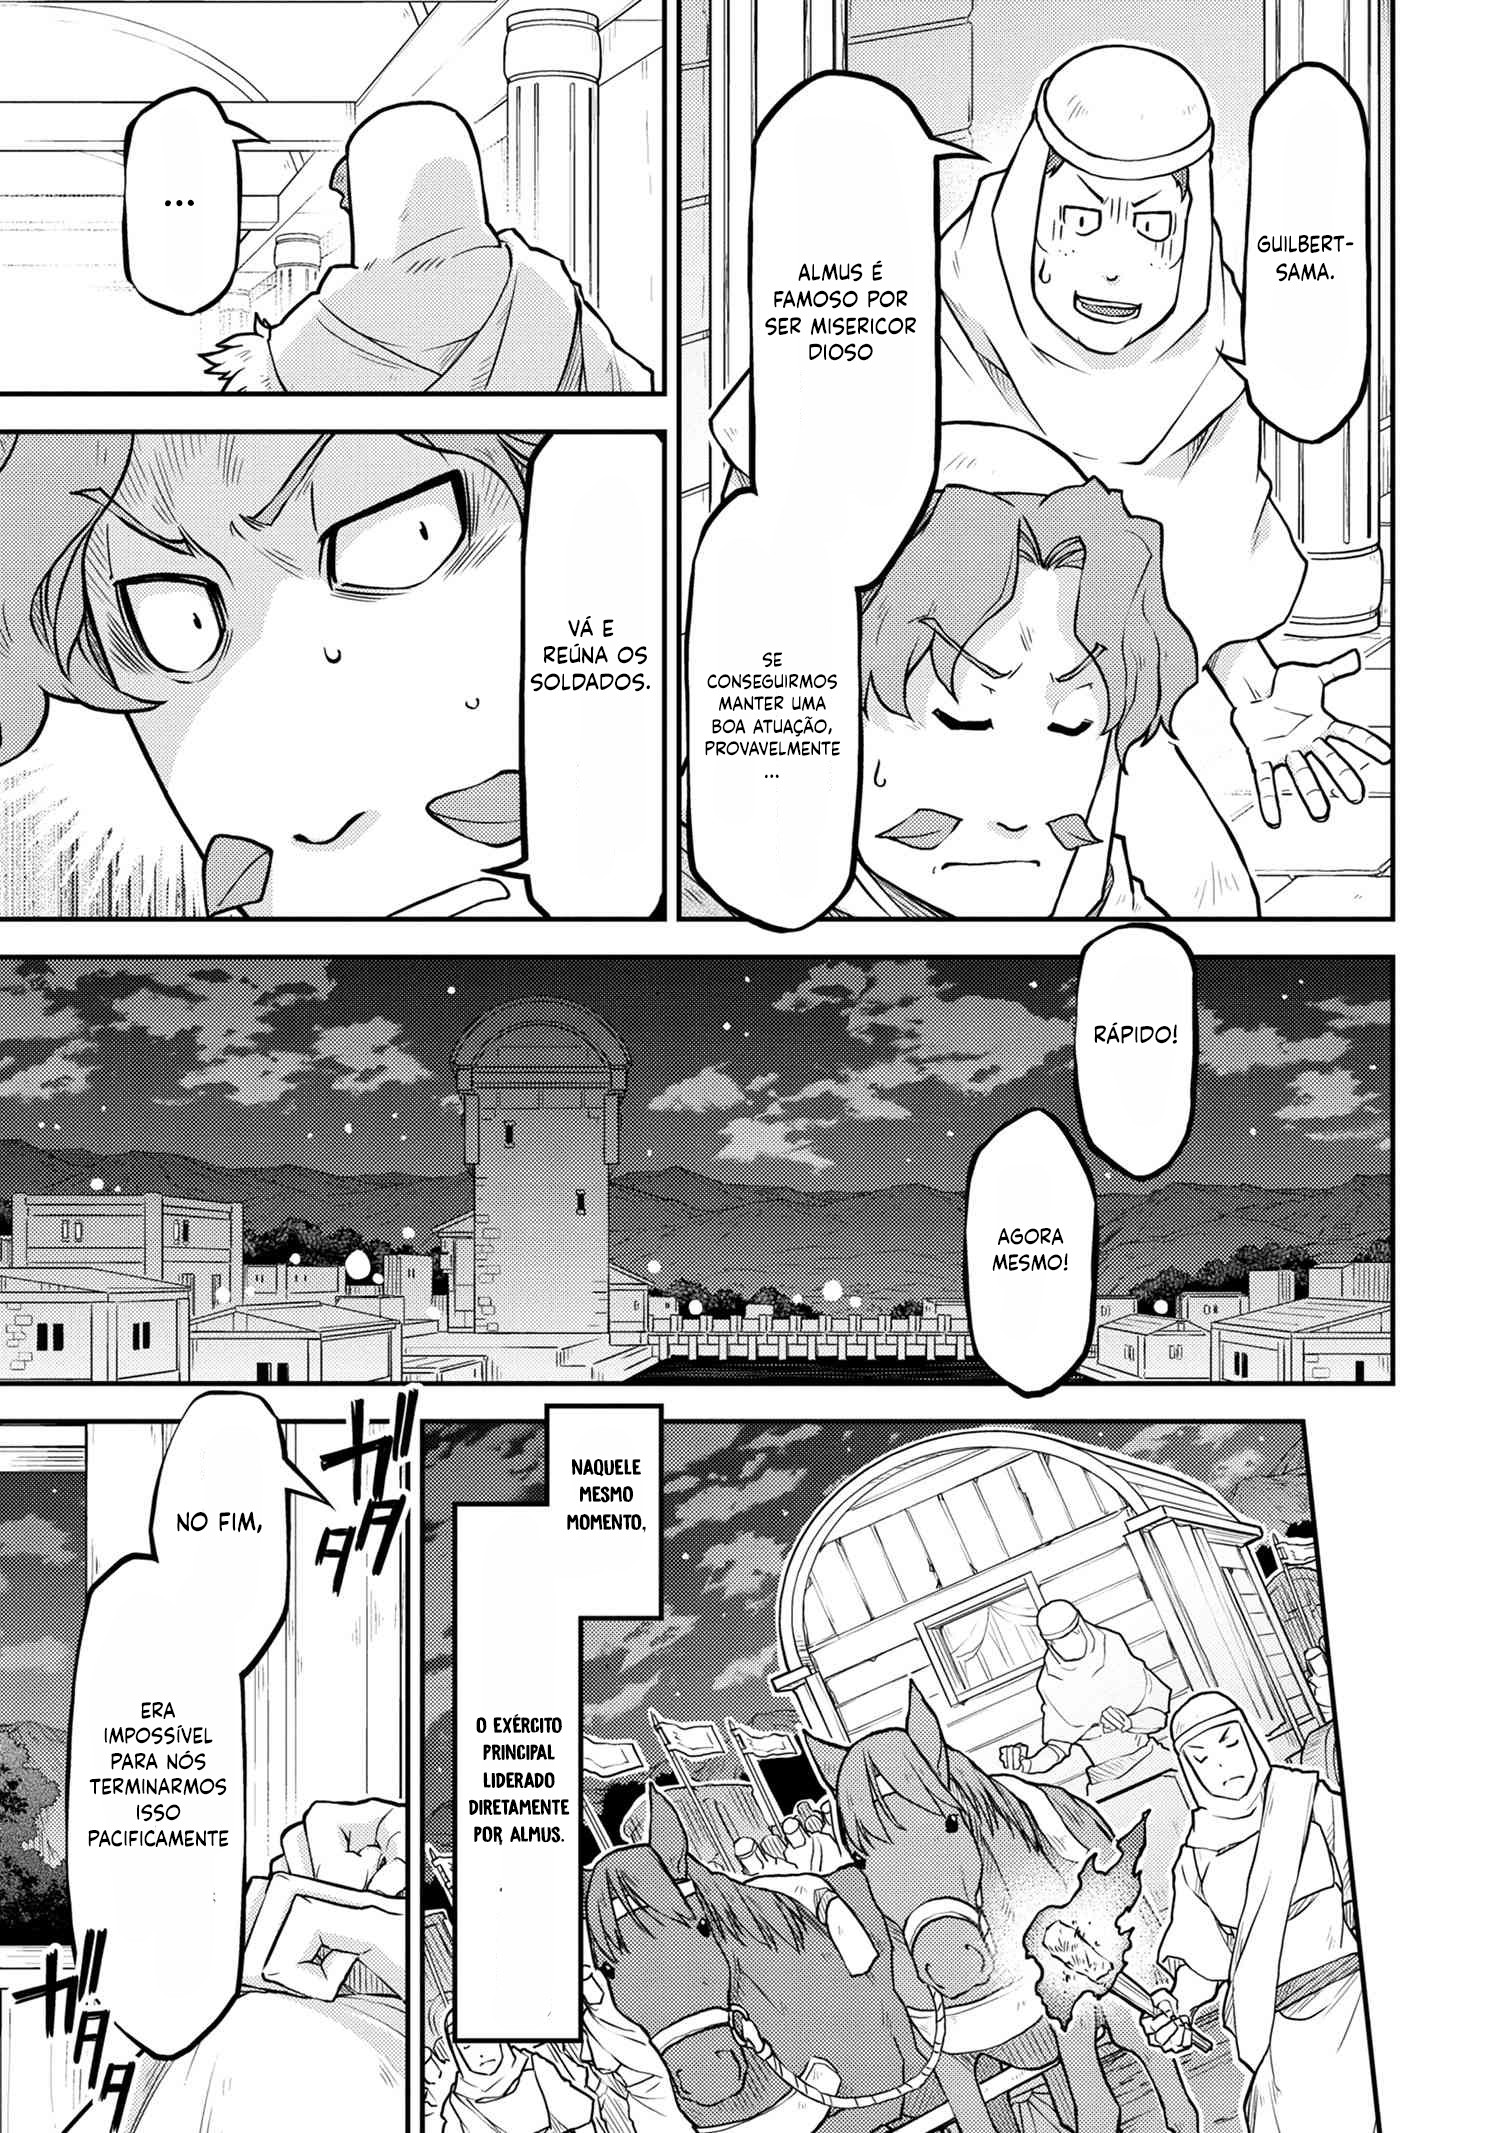 GUILBERT-
SAMA.
ALMUS É
FAMOSO POR
SER MISERICOR
DIOSO
SE
CONSEGUIRMOS
MANTER UMA
BOA ATUAÇÃO,
PROVAVELMENTE
...
...
VÁ E
REÚNA OS
SOLDADOS.
RÁPIDO!
AGORA
MESMO!
NAQUELE
MESMO
MOMENTO,
O EXÉRCITO
PRINCIPAL
LIDERADO
DIRETAMENTE
POR ALMUS.
ガタ
タ
NO FIM,
ERA
IMPOSSÍVEL
PARA NÓS
TERMINARMOS
ISSO
PACIFICAMENTE
ガタ
タ